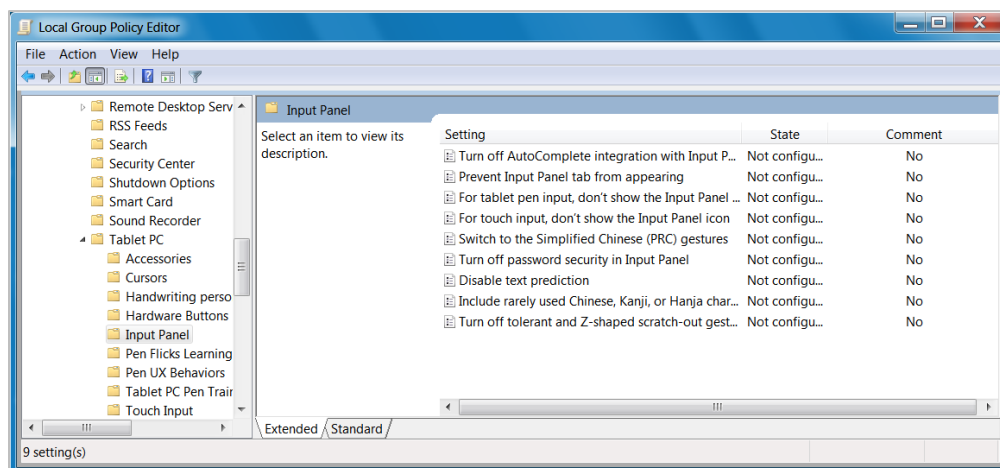 Local Group Policy Editor
File Action View Help
Remote Desktop Serv
RSS Feeds
Search
Security Center
Shutdown Options
Smart Card
Sound Recorder
Tablet PC
Accessories
Cursors
Handwriting perso
Hardware Buttons
Input Panel
Pen Flicks Learning
Pen UX Behaviors
Tablet PC Pen Train
Touch Input
Input Panel
Select an item to view its
description.
Setting State Comment
Turn off AutoComplete integration with Input P... Not configu... No
Prevent Input Panel tab from appearing Not configu... No
For tablet pen input, don't show the Input Panel ... Not configu... No
For touch input, don't show the Input Panel icon Not configu... No
Switch to the Simplified Chinese (PRC) gestures Not configu... No
Turn off password security in Input Panel Not configu... No
Disable text prediction Not configu... No
Include rarely used Chinese, Kanji, or Hanja char... Not configu... No
Turn off tolerant and Z-shaped scratch-out gest... Not configu... No
Extended Standard
9 setting(s)